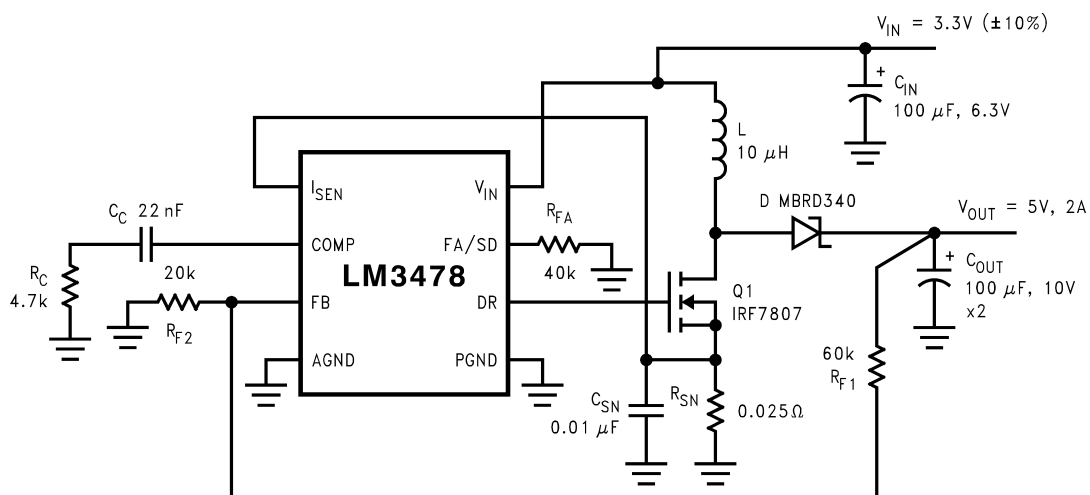 V_IN = 3.3V (±10%)
C_IN
100 μF, 6.3V
L
10 μH
I_SEN
V_IN
D MBRD340
V_OUT = 5V, 2A
C_C 22 nF
R_FA
COMP
FA/SD
40k
C_OUT
100 μF, 10V
x2
R_C
4.7k
20k
LM3478
Q1
IRF7807
FB
DR
R_F2
60k
R_F1
AGND
PGND
C_SN
0.01 μF
R_SN
0.025Ω